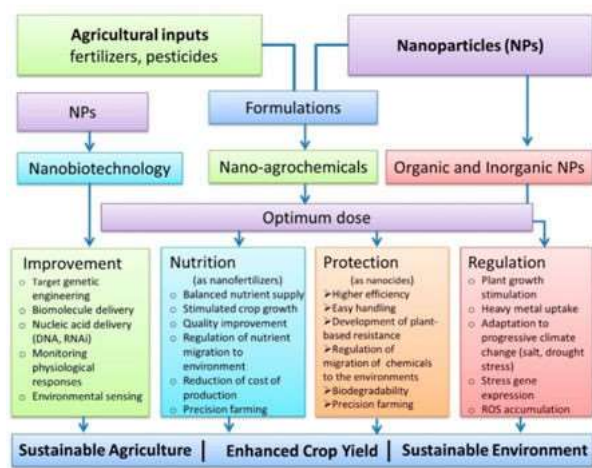 Agricultural inputs
fertilizers, pesticides
Nanoparticles (NPs)
NPs
Formulations
Nanobiotechnology
Nano-agrochemicals
Organic and Inorganic NPs
Optimum dose
Improvement
○ Target genetic
engineering
○ Biomolecule delivery
○ Nucleic acid delivery
(DNA, RNAi)
○ Monitoring
physiological
responses
○ Environmental sensing
Nutrition
(as nanofertilizers)
○ Balanced nutrient supply
○ Stimulated crop growth
○ Quality improvement
○ Regulation of nutrient
migration to
environment
○ Reduction of cost of
production
○ Precision farming
Protection
(as nanocides)
➢Higher efficiency
➢Easy handling
➢Development of plant-
based resistance
➢Regulation of
migration of chemicals
to the environments
➢Biodegradability
➢Precision farming
Regulation
○ Plant growth
stimulation
○ Heavy metal uptake
○ Adaptation to
progressive climate
change (salt, drought
stress)
○ Stress gene
expression
○ ROS accumulation
Sustainable Agriculture | Enhanced Crop Yield | Sustainable Environment